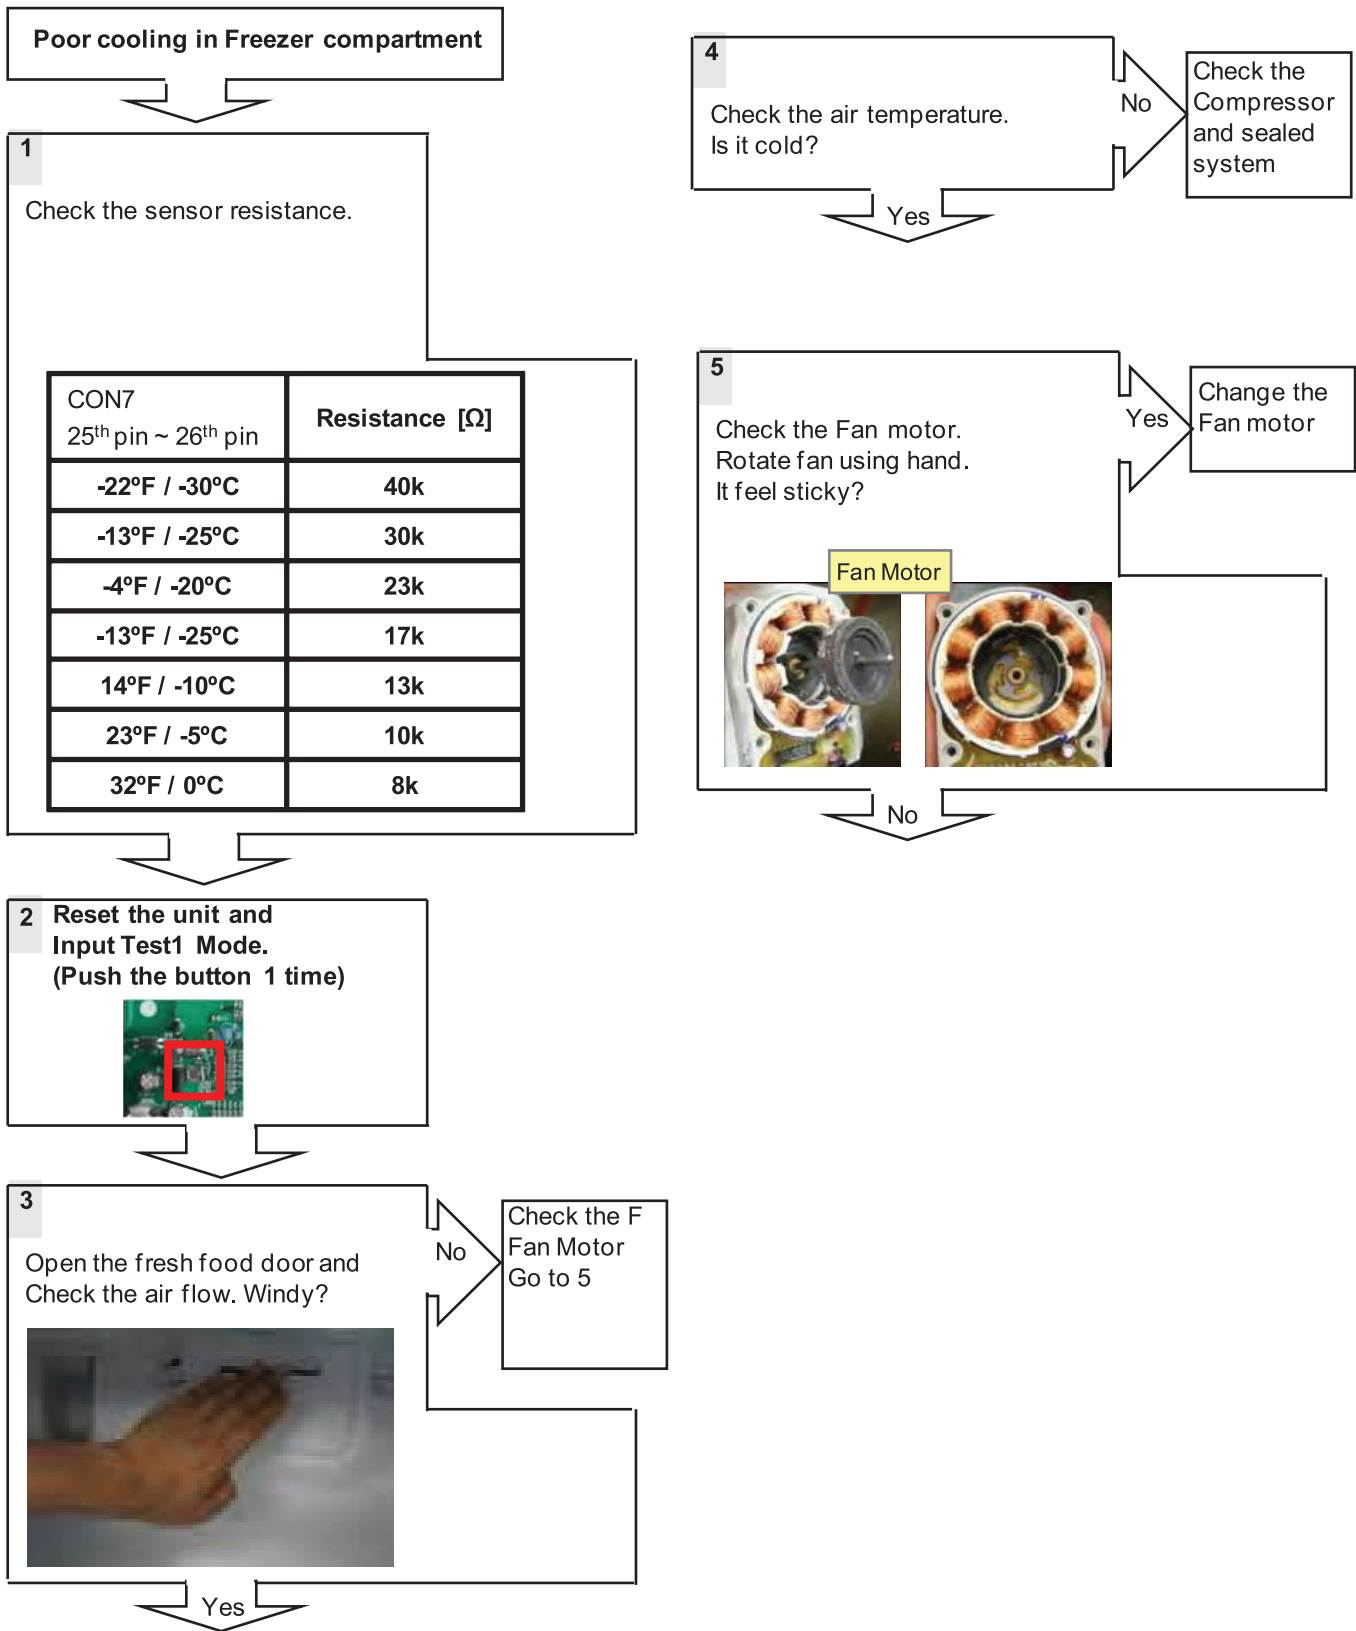 Poor cooling in Freezer compartment
1
Check the sensor resistance.
CON7
25th pin ~ 26th pin
Resistance [Ω]
-22ºF / -30ºC 40k
-13ºF / -25ºC 30k
-4ºF / -20ºC 23k
-13ºF / -25ºC 17k
14ºF / -10ºC 13k
23ºF / -5ºC 10k
32ºF / 0ºC 8k
2
Reset the unit and
Input Test1 Mode.
(Push the button 1 time)
3
Open the fresh food door and
Check the air flow. Windy?
No
Check the F
Fan Motor
Go to 5
Yes
4
Check the air temperature.
Is it cold?
No
Check the
Compressor
and sealed
system
Yes
5
Check the Fan motor.
Rotate fan using hand.
It feel sticky?
Yes
Change the
Fan motor
Fan Motor
No